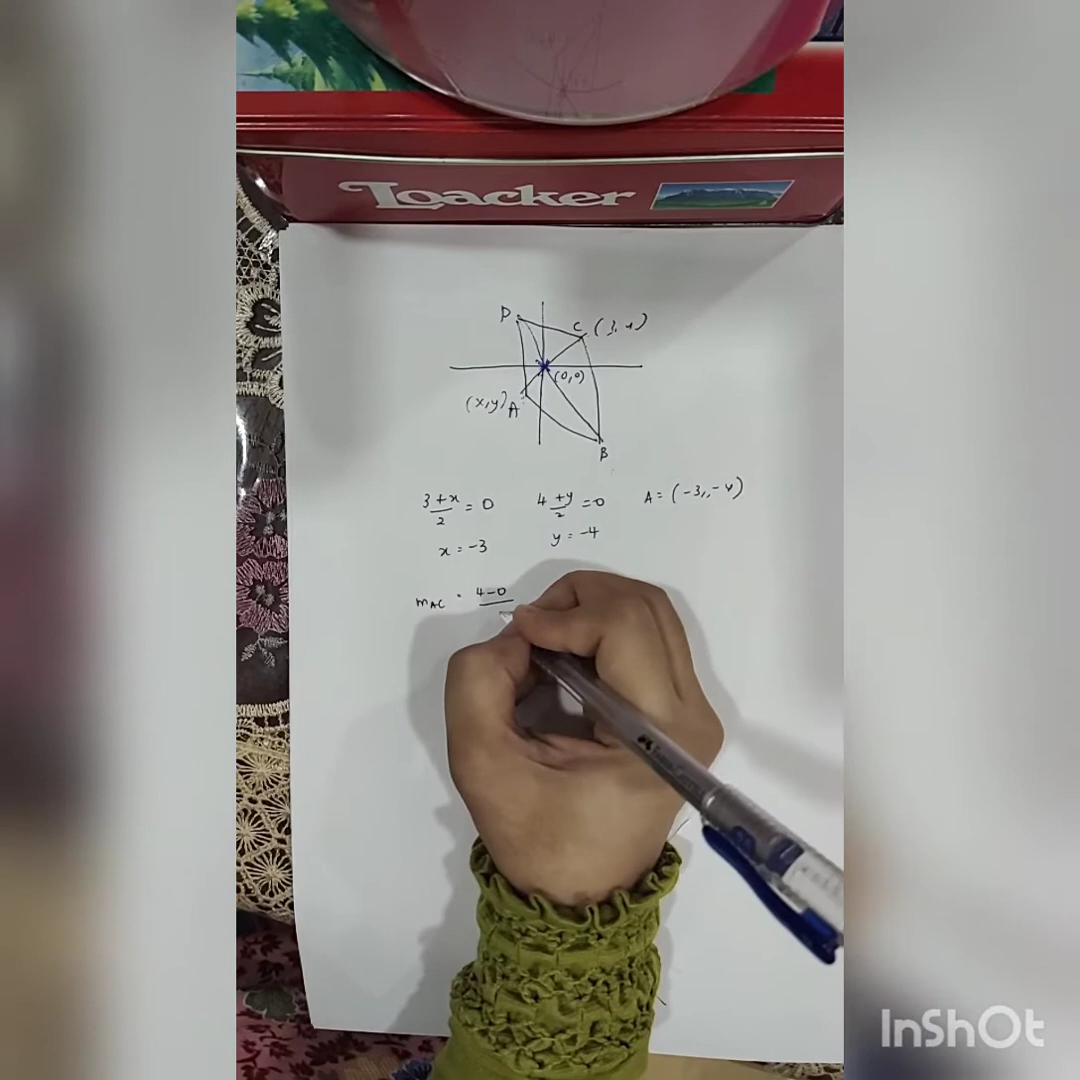 Loacker
D
C (3,4)
(0,0)
(x,y) A
B
3+x/2 = 0 4+y/2 = 0 A = (-3,-4)
x = -3 y = -4
mAC = 4-0
InShOt